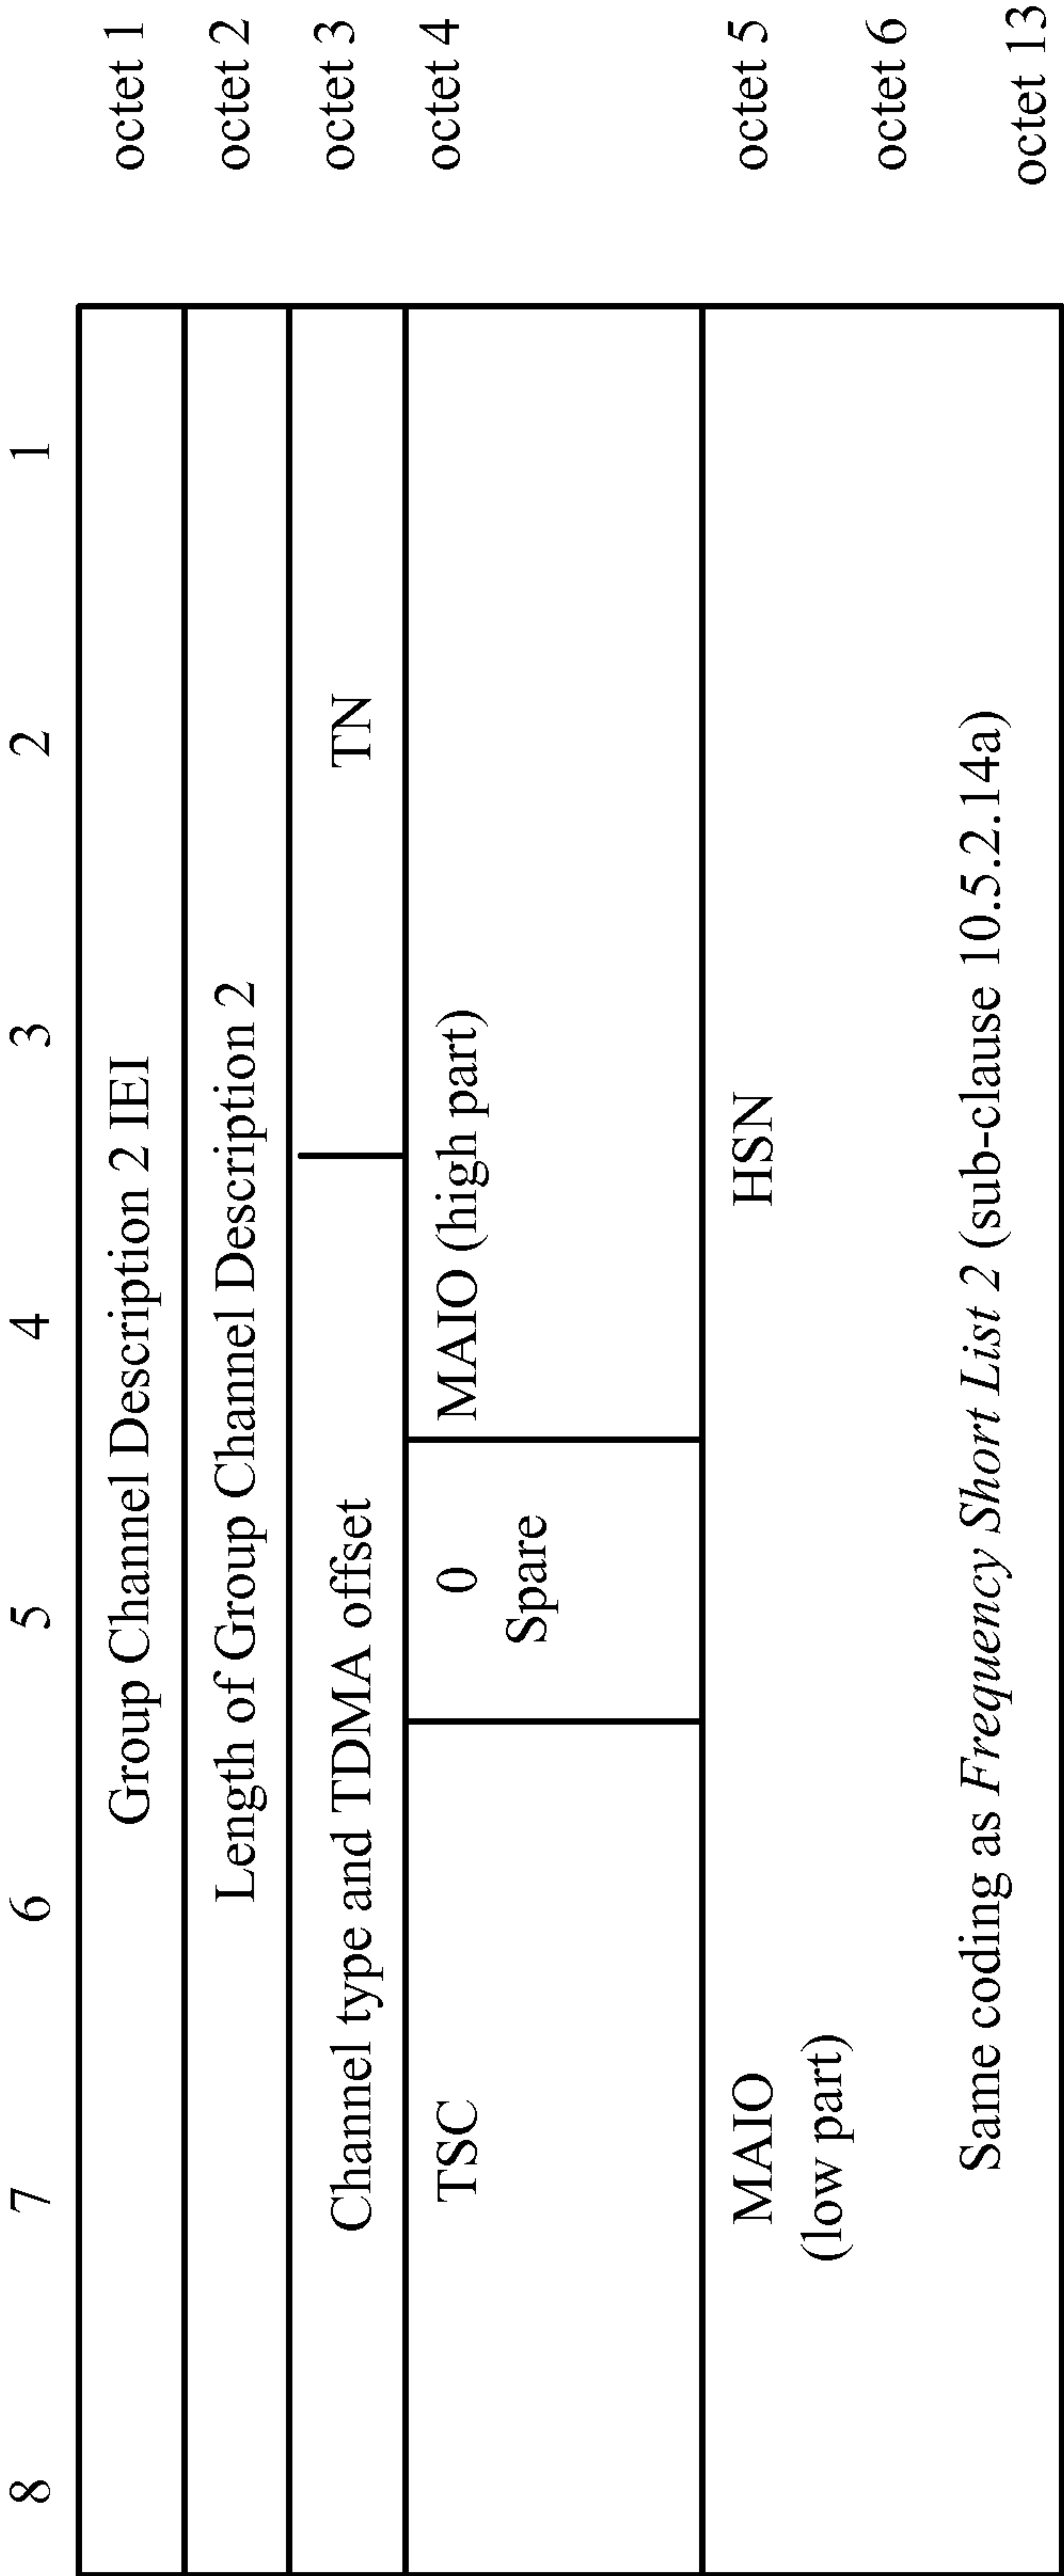 8 7 6 5 4 3 2 1
Group Channel Description 2 IEI octet 1
Length of Group Channel Description 2 octet 2
Channel type and TDMA offset TN octet 3
TSC 0 MAIO (high part) octet 4
Spare
MAIO HSN octet 5
(low part)
octet 6
Same coding as Frequency Short List 2 (sub-clause 10.5.2.14a)
octet 13